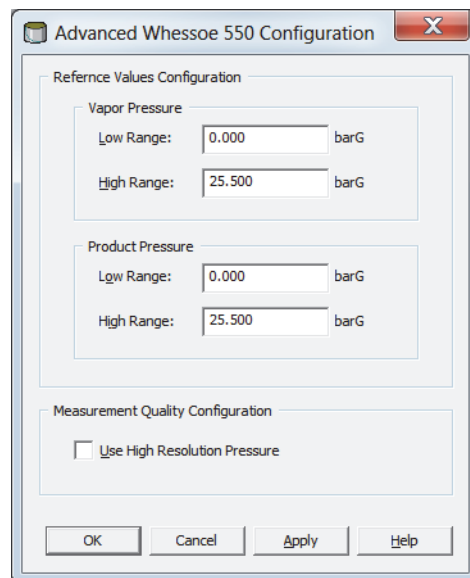 Advanced Whessoe 550 Configuration
Refernce Values Configuration
Vapor Pressure
Low Range: 0.000 barG
High Range: 25.500 barG
Product Pressure
Low Range: 0.000 barG
High Range: 25.500 barG
Measurement Quality Configuration
Use High Resolution Pressure
OK Cancel Apply Help